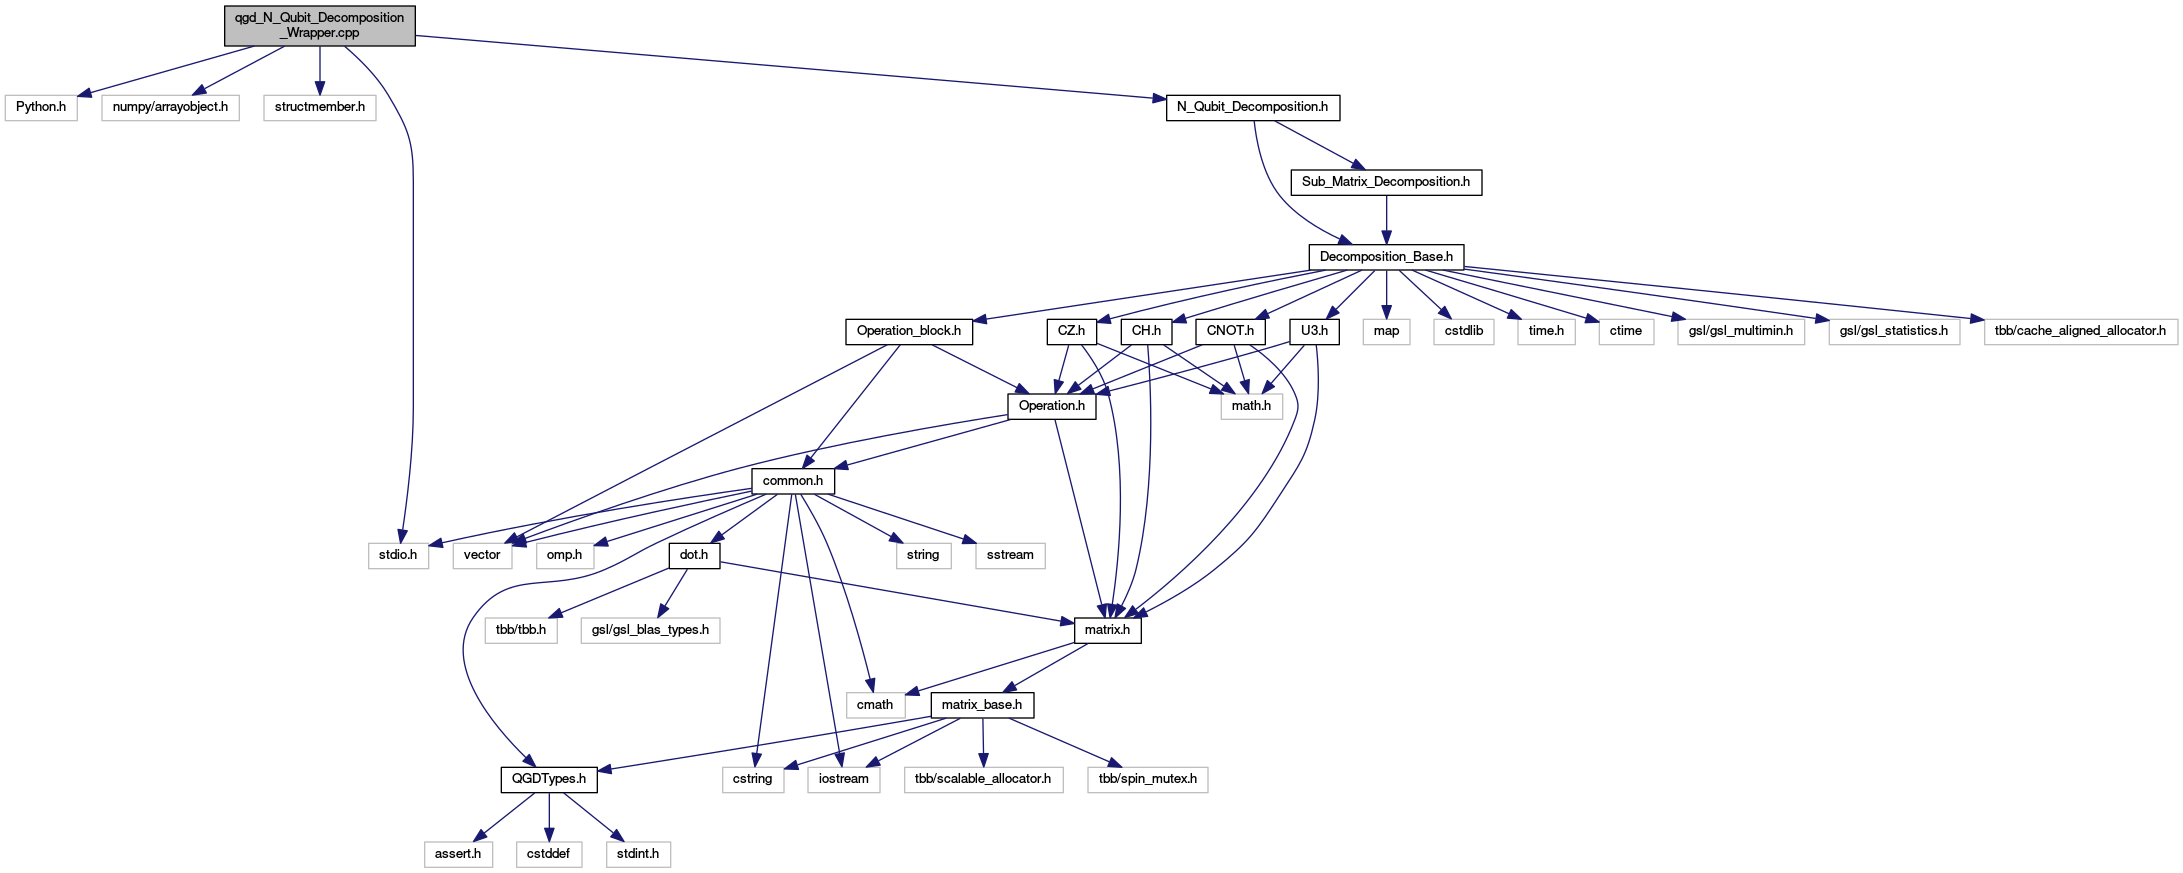 qgd_N_Qubit_Decomposition
_Wrapper.cpp
Python.h
numpy/arrayobject.h
structmember.h
N_Qubit_Decomposition.h
Sub_Matrix_Decomposition.h
Decomposition_Base.h
Operation_block.h
CZ.h
CH.h
CNOT.h
U3.h
map
cstdlib
time.h
ctime
gsl/gsl_multimin.h
gsl/gsl_statistics.h
tbb/cache_aligned_allocator.h
Operation.h
math.h
common.h
stdio.h
vector
omp.h
dot.h
string
sstream
tbb/tbb.h
gsl/gsl_blas_types.h
matrix.h
cmath
matrix_base.h
QGDTypes.h
cstring
iostream
tbb/scalable_allocator.h
tbb/spin_mutex.h
assert.h
cstddef
stdint.h